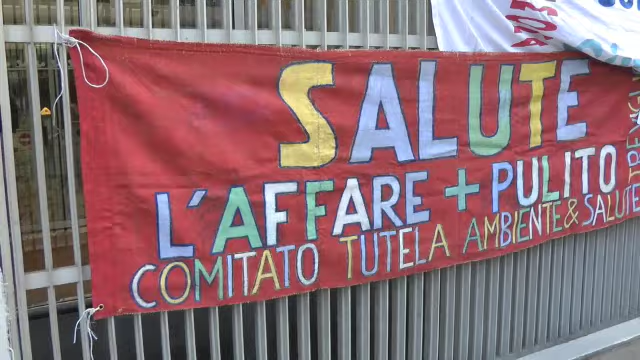 SALUTE
L'AFFARE + PULITO
COMITATO TUTELA AMBIENTE & SALUTE